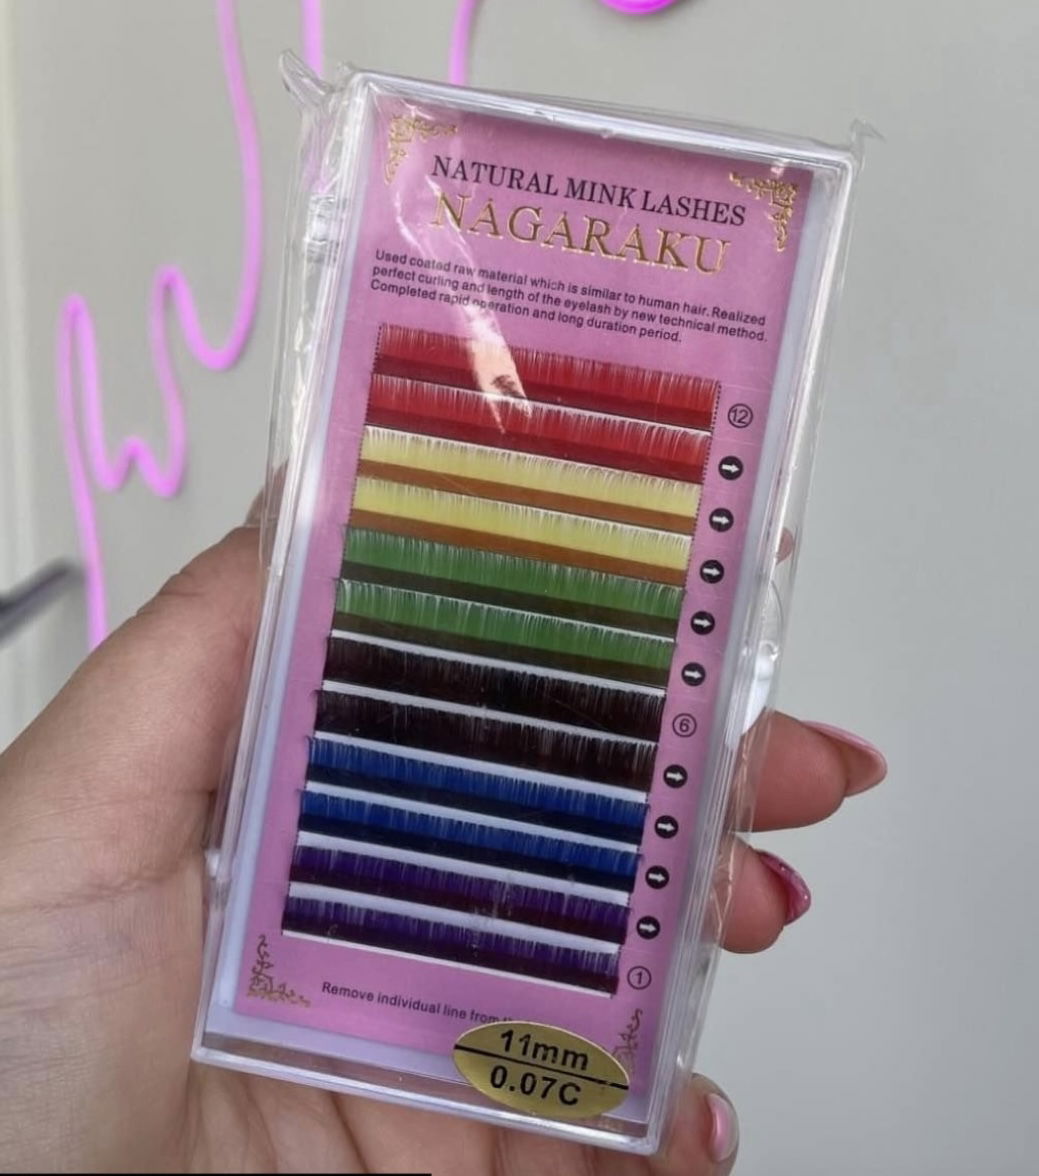 NATURAL MINK LASHES
NAGARAKU
Used coated raw material which is similar to human hair. Realized
perfect curling and length of the eyelash by new technical method.
Completed rapid operation and long duration period.
12
6
1
Remove individual line from
11mm
0.07C